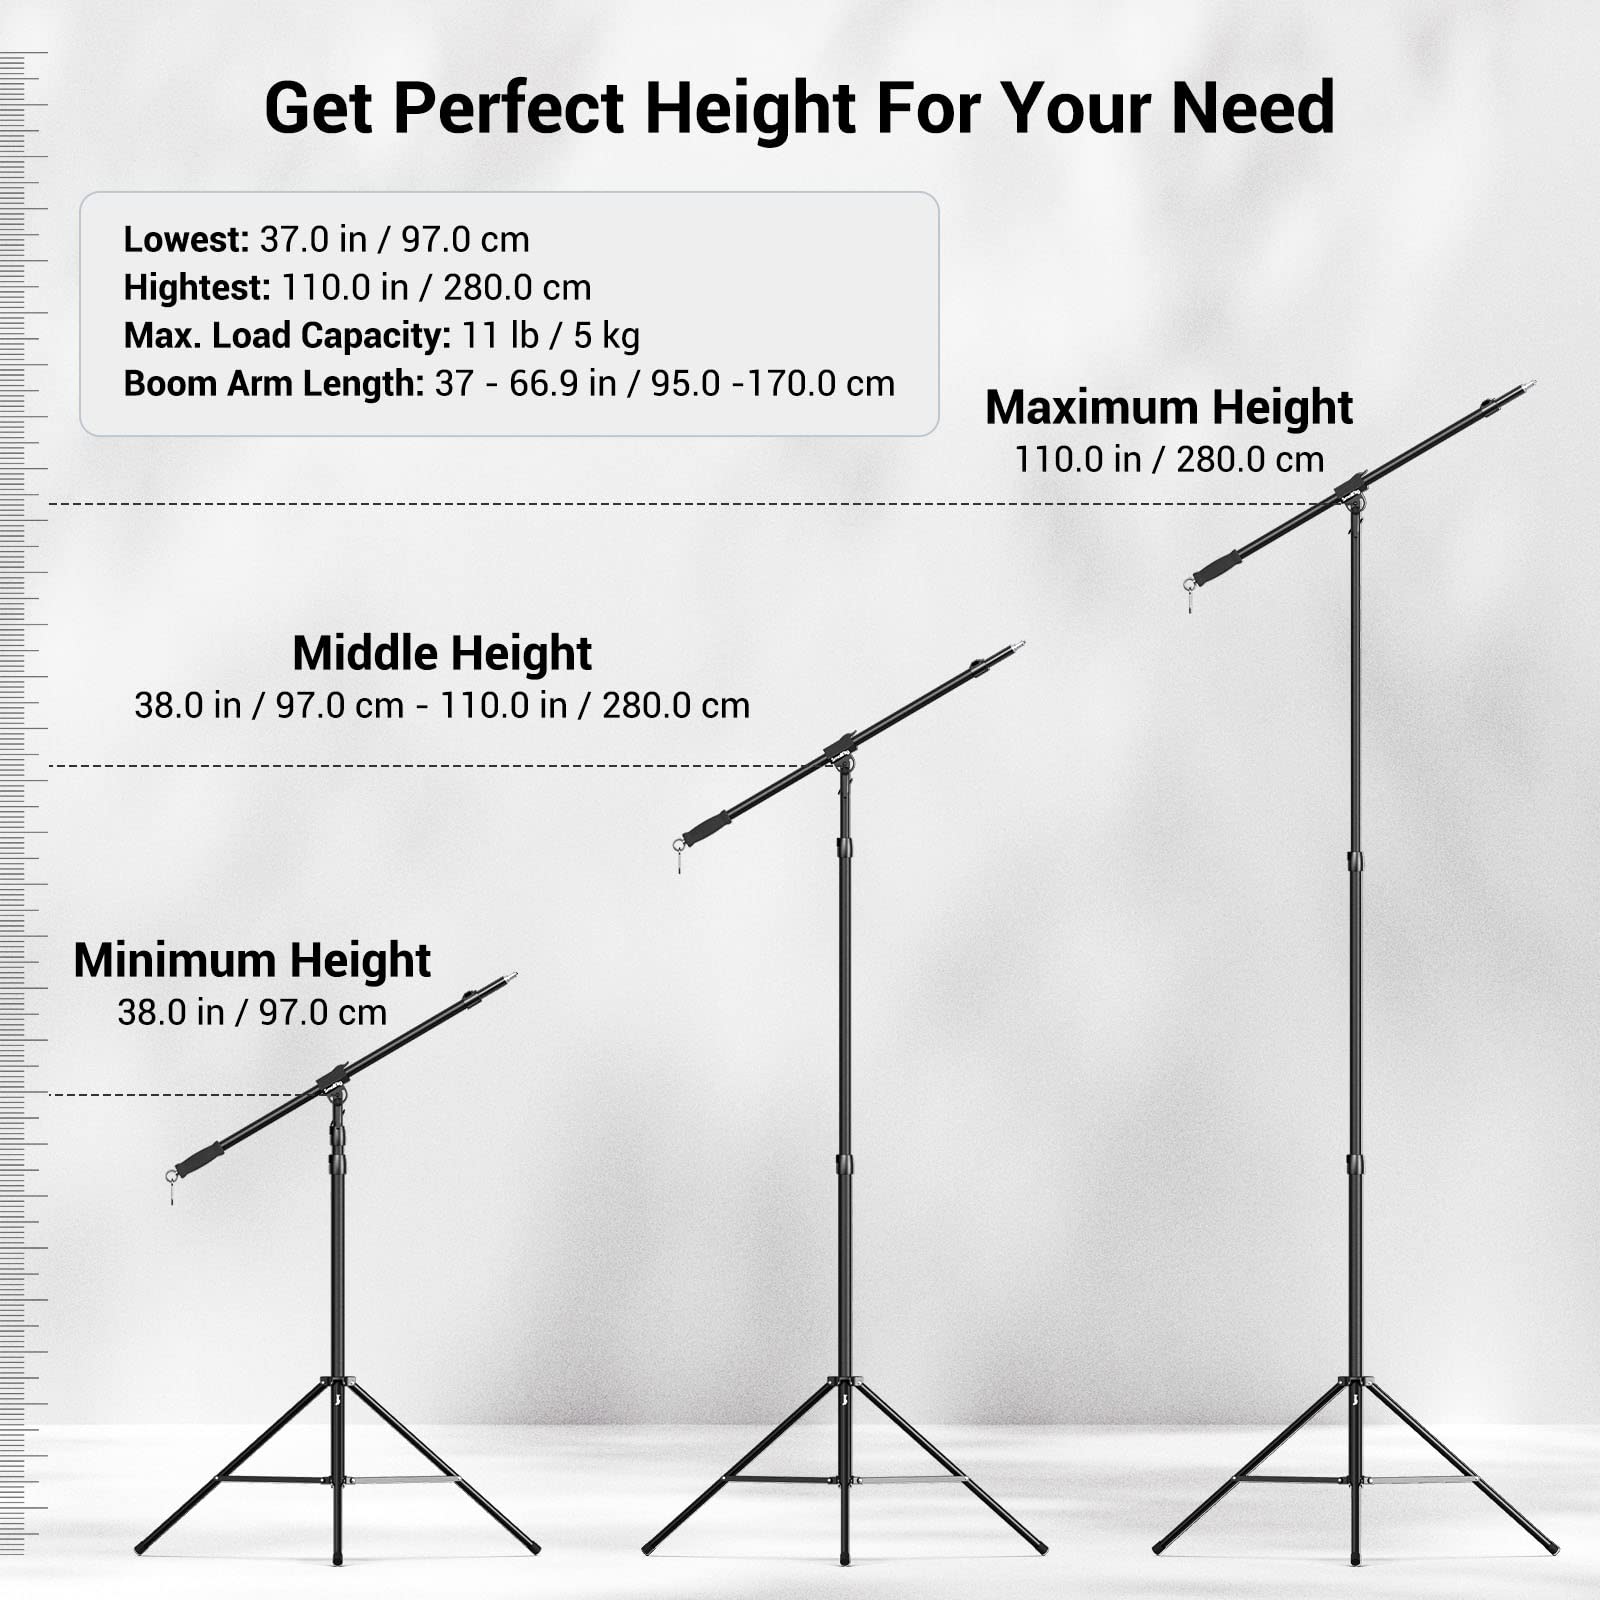 Get Perfect Height For Your Need
Lowest: 37.0 in / 97.0 cm
Hightest: 110.0 in / 280.0 cm
Max. Load Capacity: 11 lb / 5 kg
Boom Arm Length: 37 - 66.9 in / 95.0 -170.0 cm
Maximum Height
110.0 in / 280.0 cm
Middle Height
38.0 in / 97.0 cm - 110.0 in / 280.0 cm
Minimum Height
38.0 in / 97.0 cm